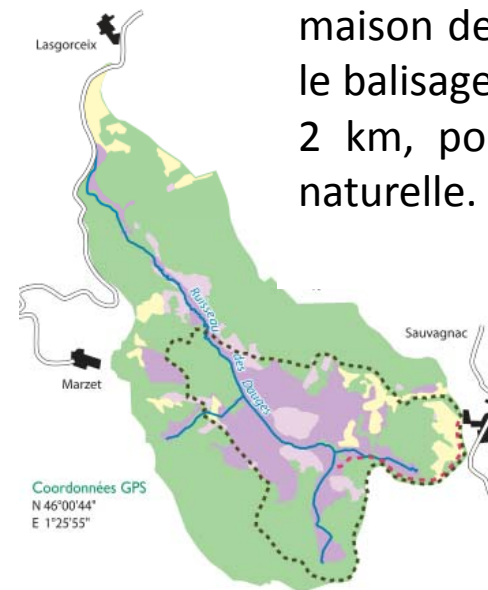 maison de
le balisage
2 km, po
naturelle.
Lasgorceix
Ruisseau des Dauges
Sauvagnac
Marzet
Coordonnées GPS
N 46°00'44"
E 1°25'55"